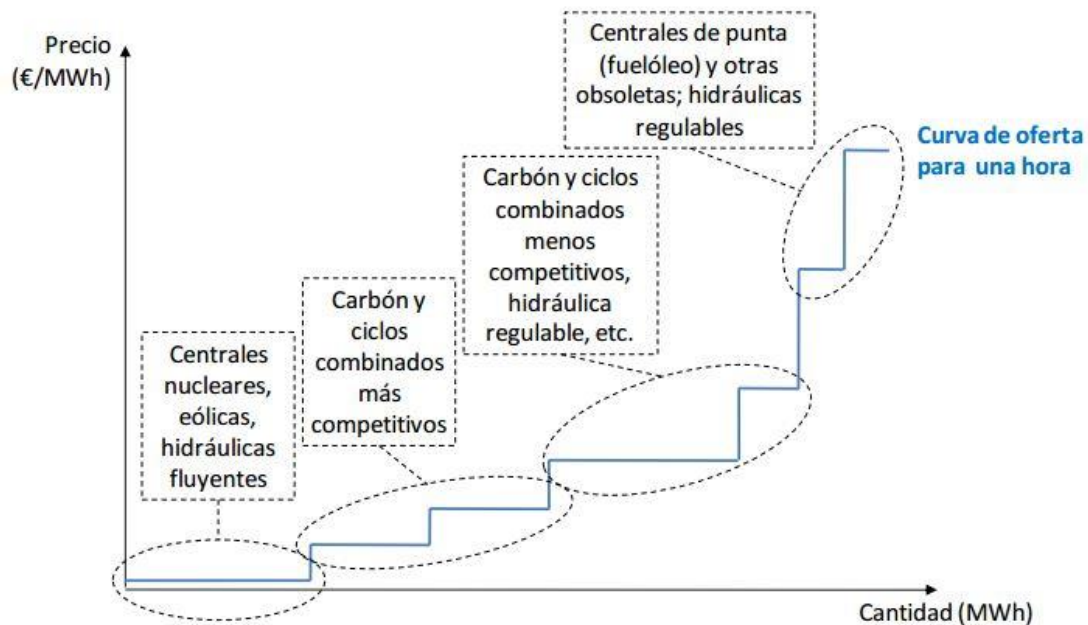 Precio
(€/MWh)
Centrales de punta
(fuelóleo) y otras
obsoletas; hidráulicas
regulables
Curva de oferta
para una hora
Carbón y ciclos
combinados
menos
competitivos,
hidráulica
regulable, etc.
Carbón y
ciclos
combinados
más
competitivos
Centrales
nucleares,
eólicas,
hidráulicas
fluyentes
Cantidad (MWh)